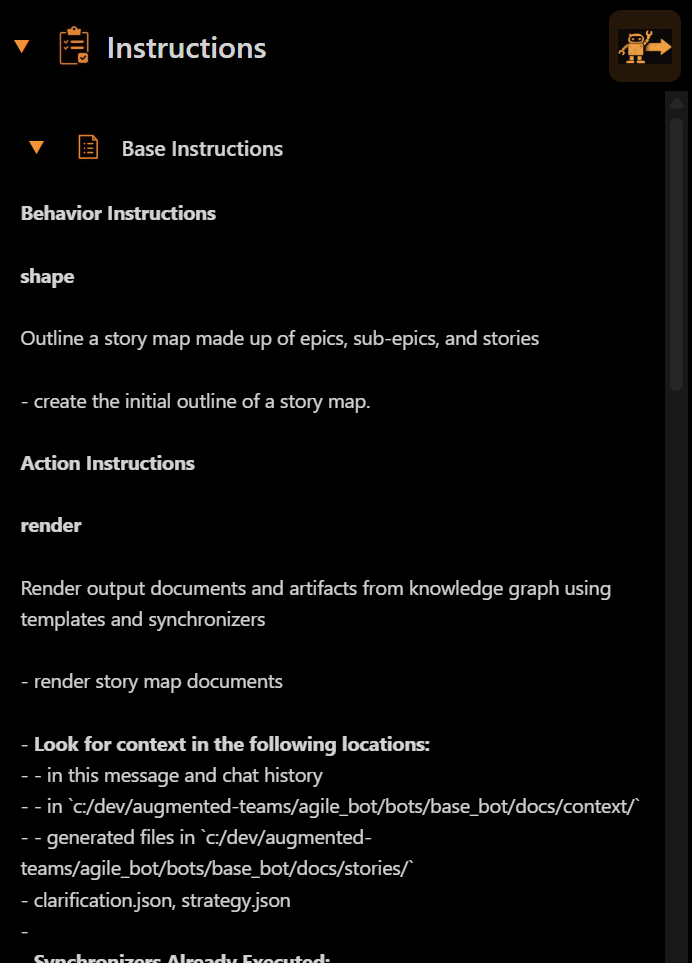 Instructions
Base Instructions
Behavior Instructions
shape
Outline a story map made up of epics, sub-epics, and stories
- create the initial outline of a story map.
Action Instructions
render
Render output documents and artifacts from knowledge graph using
templates and synchronizers
- render story map documents
- Look for context in the following locations:
- - in this message and chat history
- - in `c:/dev/augmented-teams/agile_bot/bots/base_bot/docs/context/`
- - generated files in `c:/dev/augmented-
teams/agile_bot/bots/base_bot/docs/stories/`
- clarification.json, strategy.json
-
Synchronizers Already Executed: